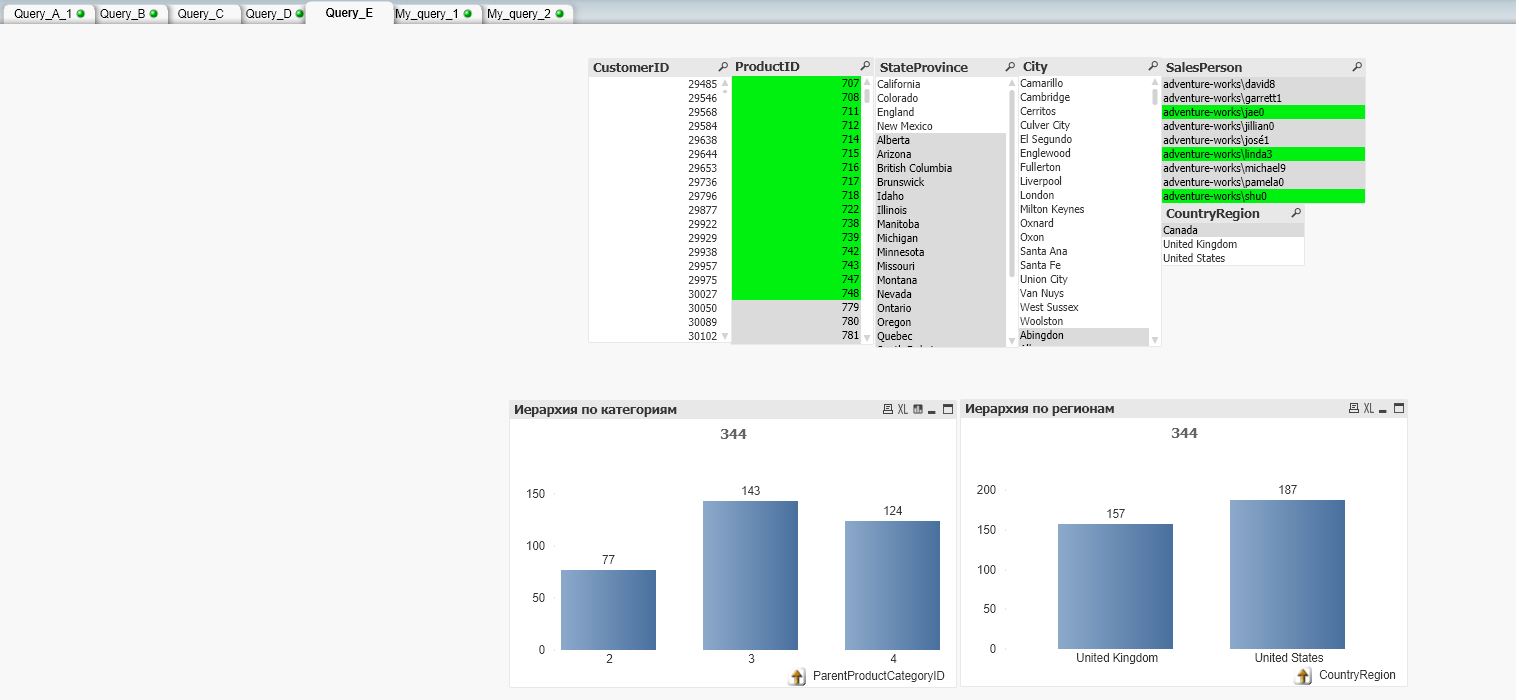 Query_A_1 Query_B Query_C Query_D Query_E My_query_1 My_query_2
CustomerID
29485
29546
29568
29584
29638
29644
29653
29736
29796
29877
29922
29929
29938
29957
29975
30027
30050
30089
30102
ProductID
707
708
711
712
714
715
716
717
718
722
738
739
742
743
747
748
779
780
781
StateProvince
California
Colorado
England
New Mexico
Alberta
Arizona
British Columbia
Brunswick
Idaho
Illinois
Manitoba
Michigan
Minnesota
Missouri
Montana
Nevada
Ontario
Oregon
Quebec
City
Camarillo
Cambridge
Cerritos
Culver City
El Segundo
Englewood
Fullerton
Liverpool
London
Milton Keynes
Oxnard
Oxon
Santa Ana
Santa Fe
Union City
Van Nuys
West Sussex
Woolston
Abingdon
SalesPerson
adventure-works\david8
adventure-works\garrett1
adventure-works\jae0
adventure-works\jillian0
adventure-works\josé1
adventure-works\linda3
adventure-works\michael9
adventure-works\pamela0
adventure-works\shu0
CountryRegion
Canada
United Kingdom
United States
Иерархия по категориям XL
344
150
100
50
0
77
143
124
2 3 4
ParentProductCategoryID
Иерархия по регионам XL
344
200
150
100
50
0
157
187
United Kingdom United States
CountryRegion